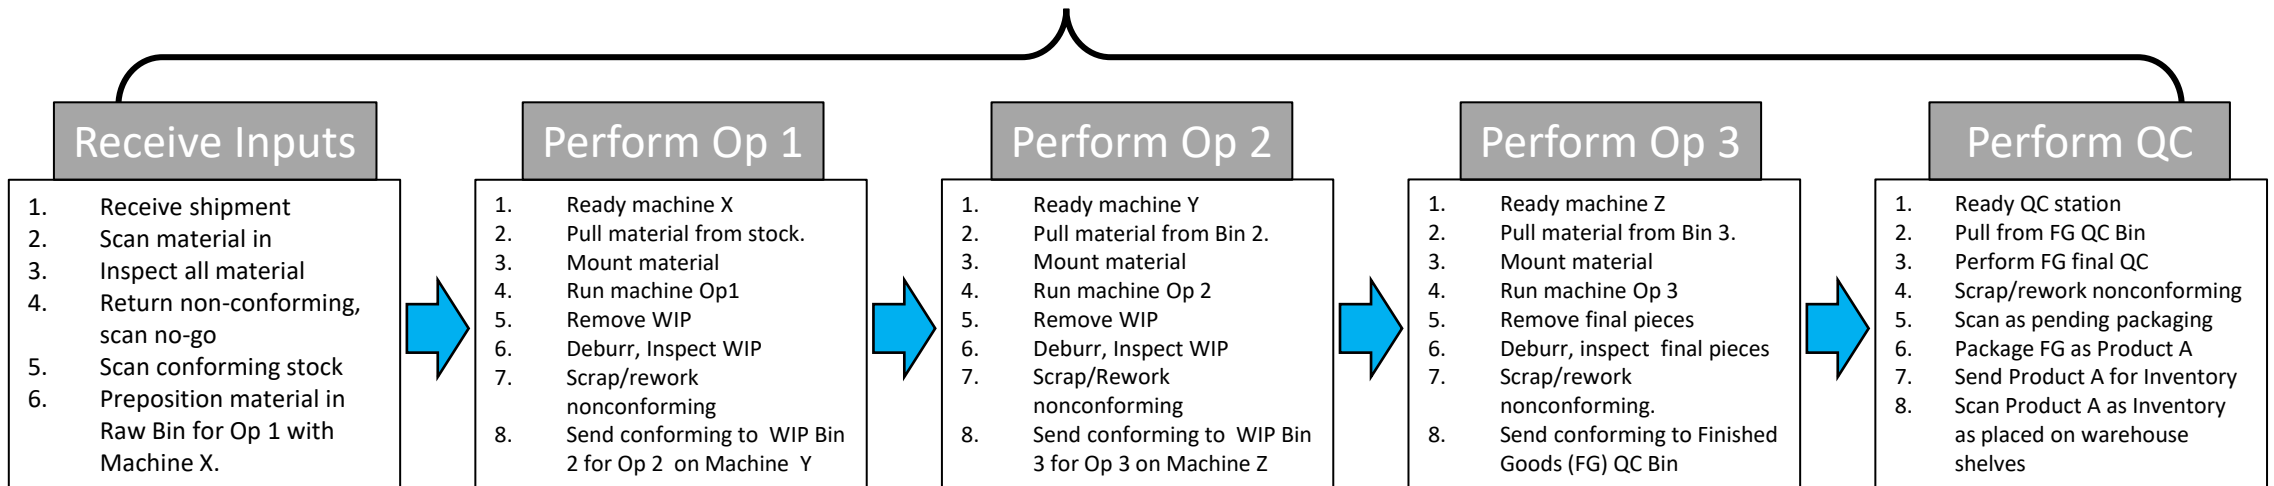 Receive Inputs
1. Receive shipment
2. Scan material in
3. Inspect all material
4. Return non-conforming,
scan no-go
5. Scan conforming stock
6. Preposition material in
Raw Bin for Op 1 with
Machine X.
Perform Op 1
1. Ready machine X
2. Pull material from stock.
3. Mount material
4. Run machine Op1
5. Remove WIP
6. Deburr, Inspect WIP
7. Scrap/rework
nonconforming
8. Send conforming to WIP Bin
2 for Op 2 on Machine Y
Perform Op 2
1. Ready machine Y
2. Pull material from Bin 2.
3. Mount material
4. Run machine Op 2
5. Remove WIP
6. Deburr, Inspect WIP
7. Scrap/Rework
nonconforming
8. Send conforming to WIP Bin
3 for Op 3 on Machine Z
Perform Op 3
1. Ready machine Z
2. Pull material from Bin 3.
3. Mount material
4. Run machine Op 3
5. Remove final pieces
6. Deburr, inspect final pieces
7. Scrap/rework
nonconforming.
8. Send conforming to Finished
Goods (FG) QC Bin
Perform QC
1. Ready QC station
2. Pull from FG QC Bin
3. Perform FG final QC
4. Scrap/rework nonconforming
5. Scan as pending packaging
6. Package FG as Product A
7. Send Product A for Inventory
8. Scan Product A as Inventory
as placed on warehouse
shelves